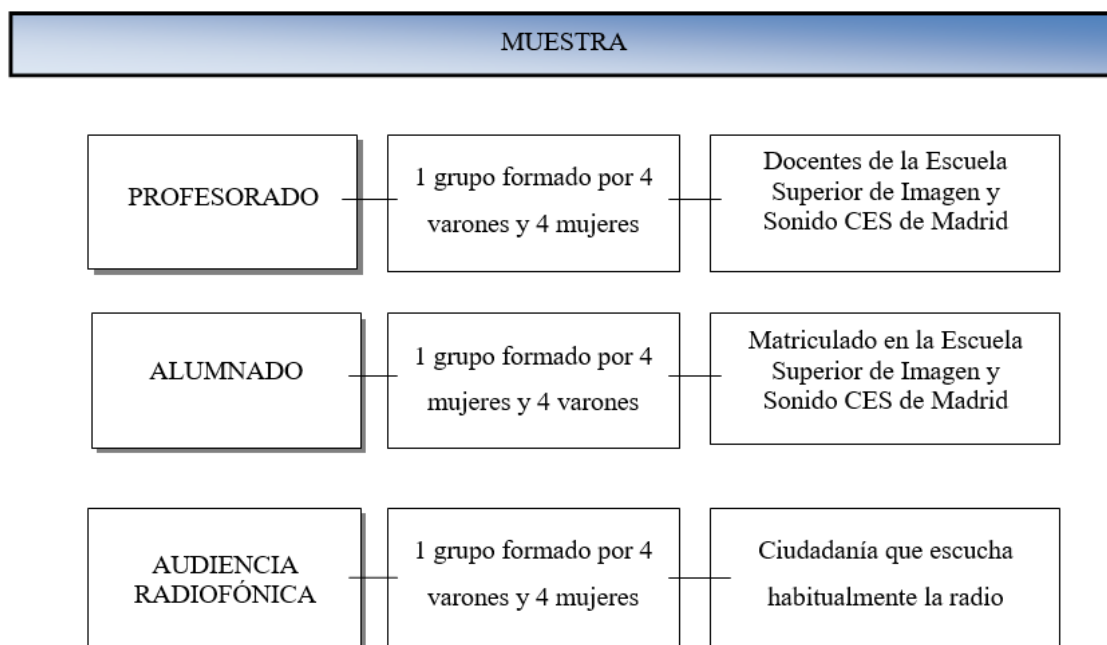 MUESTRA
PROFESORADO
1 grupo formado por 4
varones y 4 mujeres
Docentes de la Escuela
Superior de Imagen y
Sonido CES de Madrid
ALUMNADO
1 grupo formado por 4
mujeres y 4 varones
Matriculado en la Escuela
Superior de Imagen y
Sonido CES de Madrid
AUDIENCIA
RADIOFÓNICA
1 grupo formado por 4
varones y 4 mujeres
Ciudadanía que escucha
habitualmente la radio